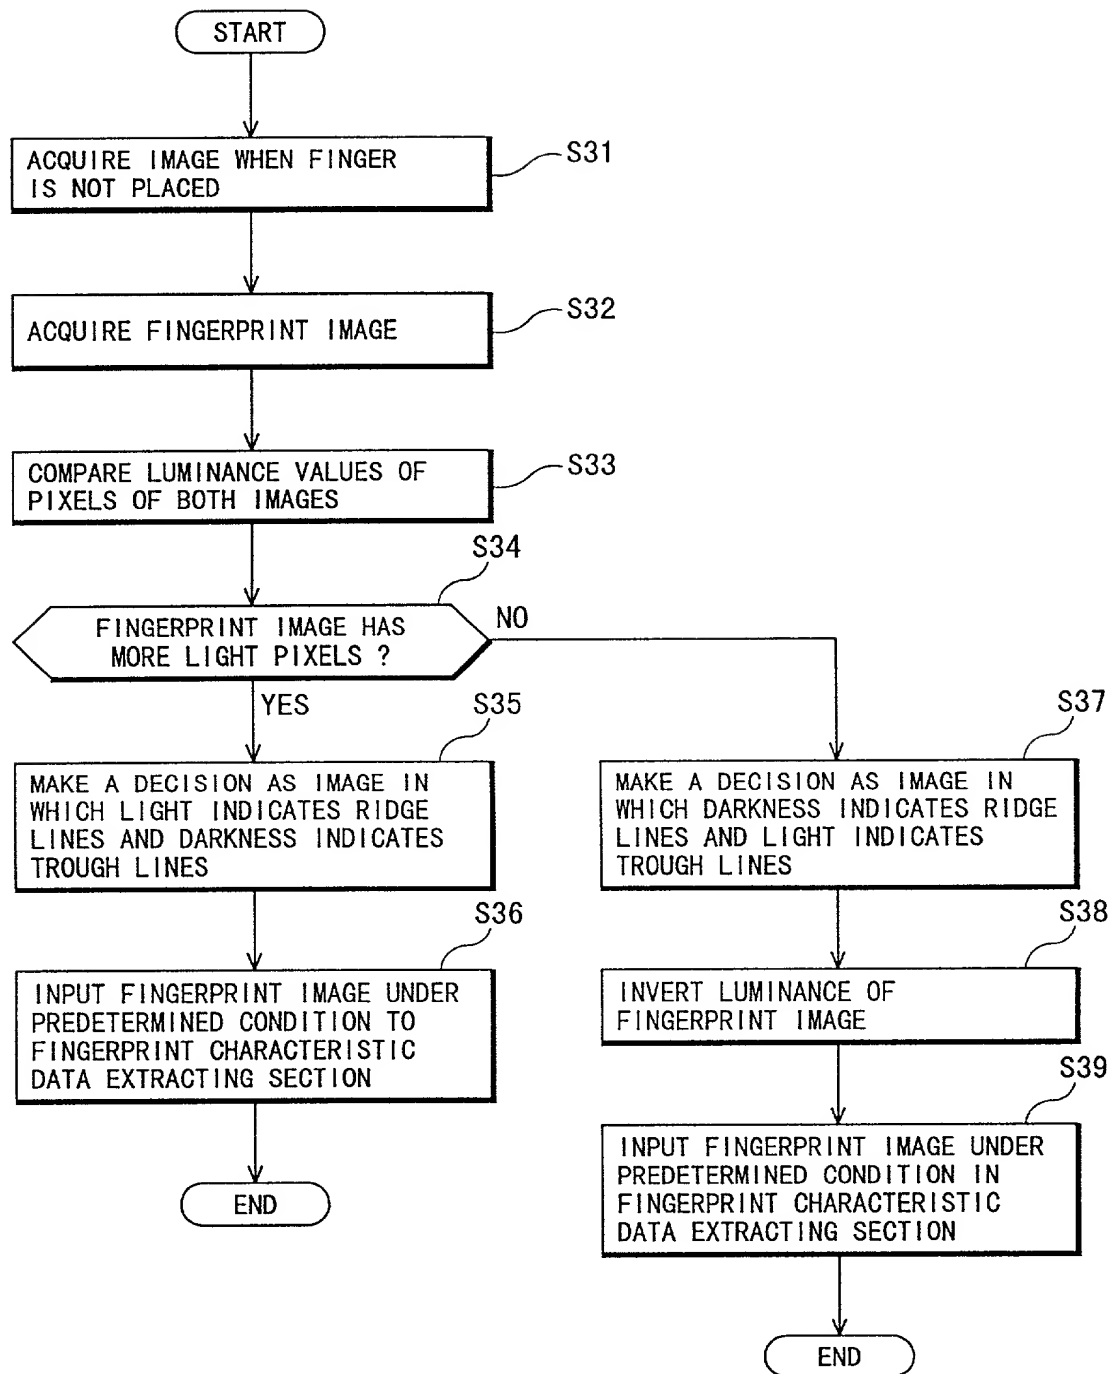 START
ACQUIRE IMAGE WHEN FINGER
IS NOT PLACED
S31
ACQUIRE FINGERPRINT IMAGE
S32
COMPARE LUMINANCE VALUES OF
PIXELS OF BOTH IMAGES
S33
S34
FINGERPRINT IMAGE HAS
MORE LIGHT PIXELS ?
NO
YES
S35
MAKE A DECISION AS IMAGE IN
WHICH LIGHT INDICATES RIDGE
LINES AND DARKNESS INDICATES
TROUGH LINES
S36
INPUT FINGERPRINT IMAGE UNDER
PREDETERMINED CONDITION TO
FINGERPRINT CHARACTERISTIC
DATA EXTRACTING SECTION
END
S37
MAKE A DECISION AS IMAGE IN
WHICH DARKNESS INDICATES RIDGE
LINES AND LIGHT INDICATES
TROUGH LINES
S38
INVERT LUMINANCE OF
FINGERPRINT IMAGE
S39
INPUT FINGERPRINT IMAGE UNDER
PREDETERMINED CONDITION IN
FINGERPRINT CHARACTERISTIC
DATA EXTRACTING SECTION
END